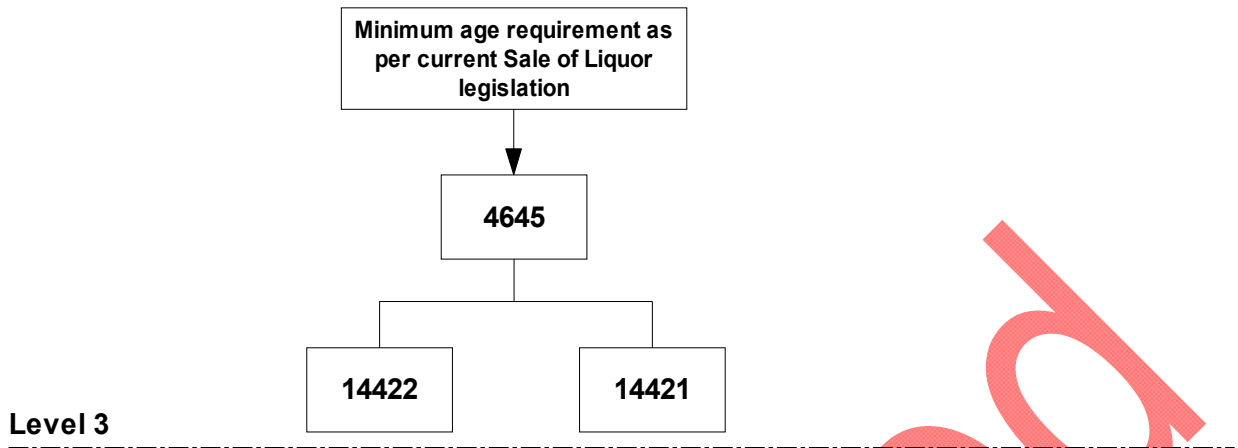 Minimum age requirement as
per current Sale of Liquor
legislation
4645
14422
14421
Level 3
d